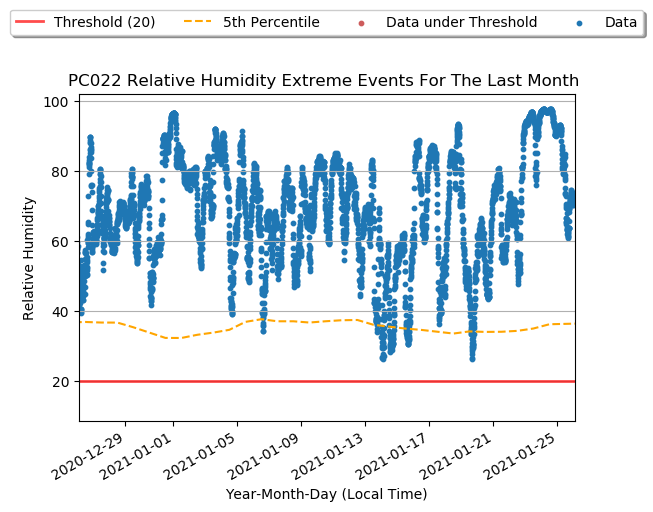 Threshold (20) 5th Percentile Data under Threshold Data
PC022 Relative Humidity Extreme Events For The Last Month
100
80
60
40
20
Relative Humidity
2020-12-29 2021-01-01 2021-01-05 2021-01-09 2021-01-13 2021-01-17 2021-01-21 2021-01-25
Year-Month-Day (Local Time)